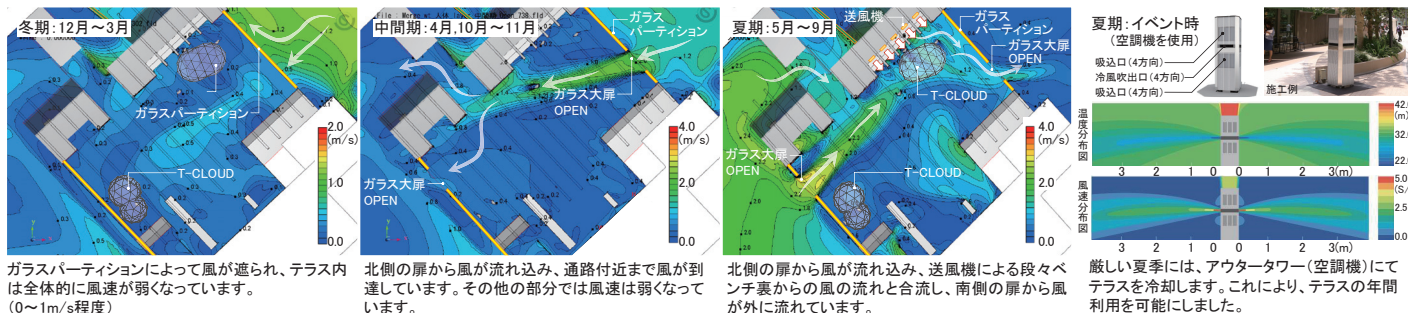 冬期：12月～3月
ガラスパーティション
T-CLOUD
2.0
(m/s)
1.0
0.0
ガラスパーティションによって風が遮られ、テラス内
は全体的に風速が弱くなっています。
（0～1m/s程度）
中間期：4月,10月～11月
ガラス
パーティション
ガラス大扉
OPEN
ガラス大扉
OPEN
4.0
(m/s)
2.0
0.0
北側の扉から風が流れ込み、通路付近まで風が到
達しています。その他の部分では風速は弱くなって
います。
夏期：5月～9月
送風機
ガラス
パーティション
ガラス大扉
OPEN
T-CLOUD
ガラス大扉
OPEN
T-CLOUD
4.0
(m/s)
2.0
0.0
北側の扉から風が流れ込み、送風機による段々ベ
ンチ裏からの風の流れと合流し、南側の扉から風
が外に流れています。
夏期：イベント時
（空調機を使用）
吸込口(4方向)
冷風吹出口(4方向)
吸込口(4方向)
施工例
温度分布図
42.0
(m)
32.0
22.0
3 2 1 0 0 1 2 3(m)
風速分布図
5.0
(S/
2.5
0.0
3 2 1 0 0 1 2 3(m)
厳しい夏季には、アウタータワー（空調機）にて
テラスを冷却します。これにより、テラスの年間
利用を可能にしました。